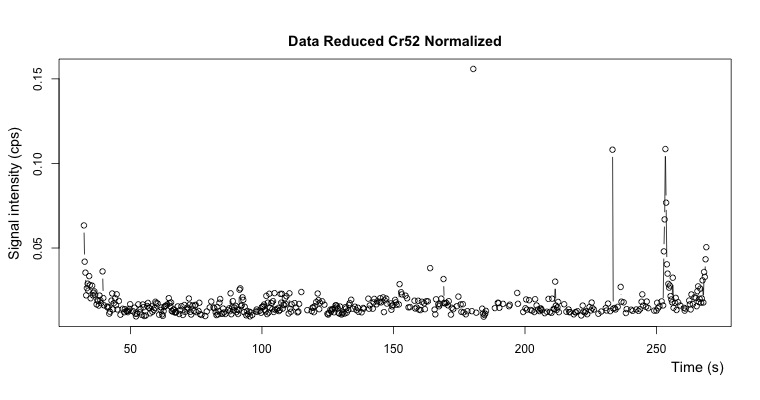 Data Reduced Cr52 Normalized
Signal intensity (cps)
0.15
0.10
0.05
50 100 150 200 250
Time (s)